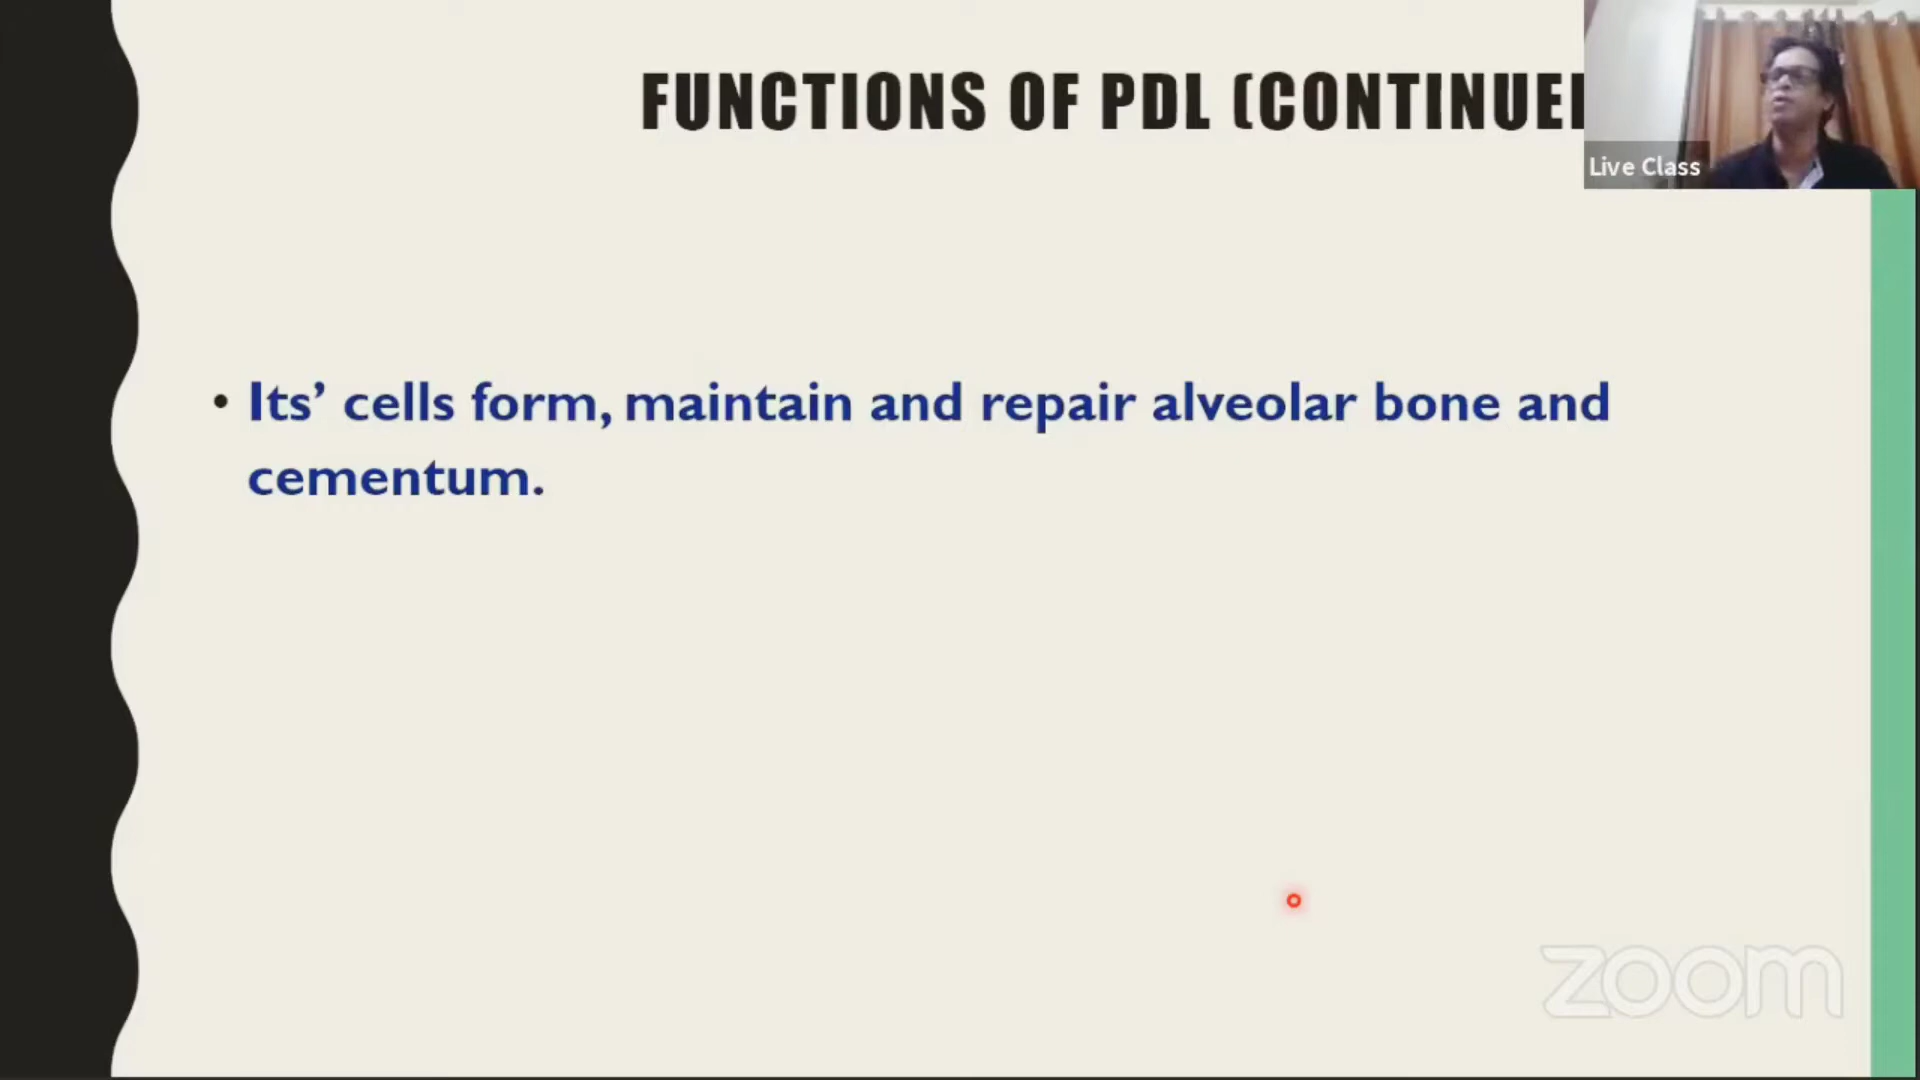 FUNCTIONS OF PDL (CONTINUE
Live Class
• Its’ cells form, maintain and repair alveolar bone and
cementum.
zoom